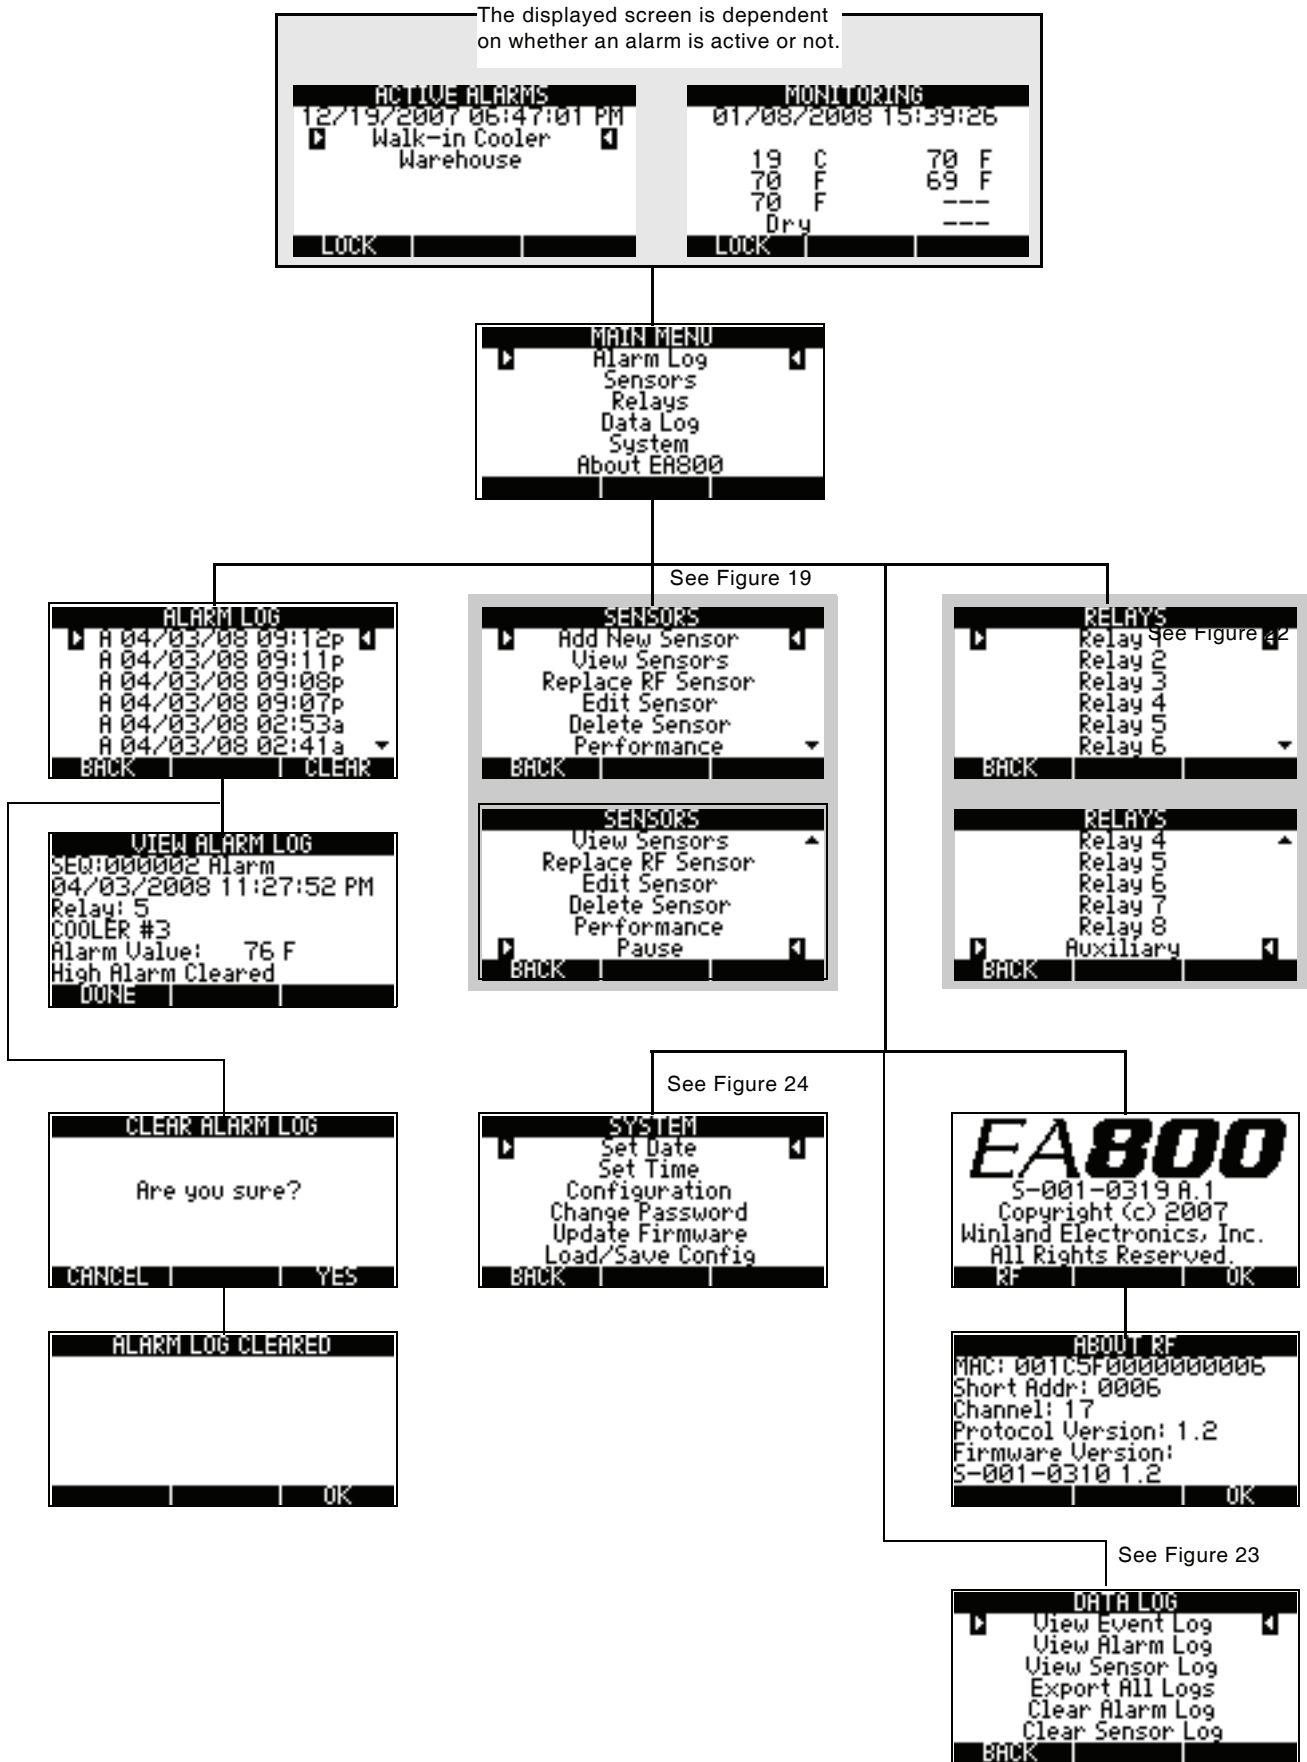 The displayed screen is dependent
on whether an alarm is active or not.
ACTIVE ALARMS
12/19/2007 06:47:01 PM
Walk-in Cooler
Warehouse
LOCK
MONITORING
01/08/2008 15:39:26
19 C 70 F
70 F 69 F
70 F ---
Dry ---
LOCK
MAIN MENU
Alarm Log
Sensors
Relays
Data Log
System
About EA800
See Figure 19
ALARM LOG
A 04/03/08 09:12p
A 04/03/08 09:11p
A 04/03/08 09:08p
A 04/03/08 09:07p
A 04/03/08 02:53a
A 04/03/08 02:41a
BACK CLEAR
SENSORS
Add New Sensor
View Sensors
Replace RF Sensor
Edit Sensor
Delete Sensor
Performance
BACK
RELAYS
See Figure 22
Relay 1
Relay 2
Relay 3
Relay 4
Relay 5
Relay 6
BACK
VIEW ALARM LOG
SEQ:000002 Alarm
04/03/2008 11:27:52 PM
Relay: 5
COOLER #3
Alarm Value: 76 F
High Alarm Cleared
DONE
SENSORS
View Sensors
Replace RF Sensor
Edit Sensor
Delete Sensor
Performance
Pause
BACK
RELAYS
Relay 4
Relay 5
Relay 6
Relay 7
Relay 8
Auxiliary
BACK
See Figure 24
CLEAR ALARM LOG
Are you sure?
CANCEL YES
SYSTEM
Set Date
Set Time
Configuration
Change Password
Update Firmware
Load/Save Config
BACK
EA800
S-001-0319 A.1
Copyright (c) 2007
Winland Electronics, Inc.
All Rights Reserved.
RF OK
ALARM LOG CLEARED
OK
ABOUT RF
MAC: 001C5F0000000006
Short Addr: 0006
Channel: 17
Protocol Version: 1.2
Firmware Version:
S-001-0310 1.2
OK
See Figure 23
DATA LOG
View Event Log
View Alarm Log
View Sensor Log
Export All Logs
Clear Alarm Log
Clear Sensor Log
BACK